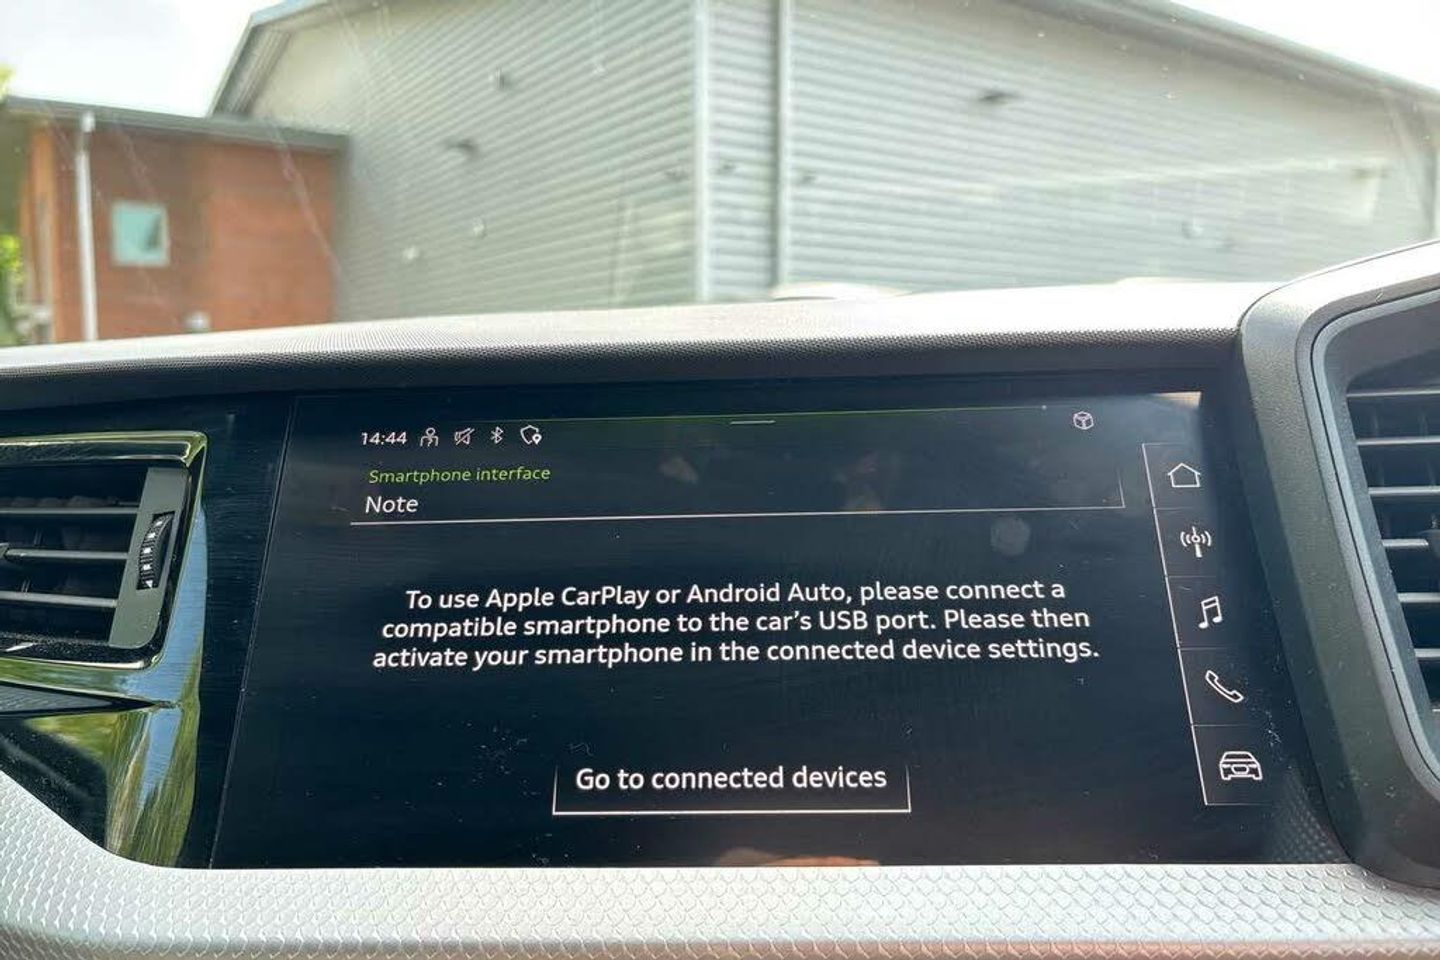 14:44
Smartphone interface
Note
To use Apple CarPlay or Android Auto, please connect a
compatible smartphone to the car’s USB port. Please then
activate your smartphone in the connected device settings.
Go to connected devices